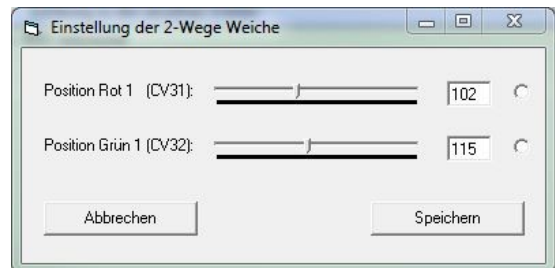 Einstellung der 2-Wege Weiche
Position Rot 1 (CV31): 102
Position Grün 1 (CV32): 115
Abbrechen Speichern